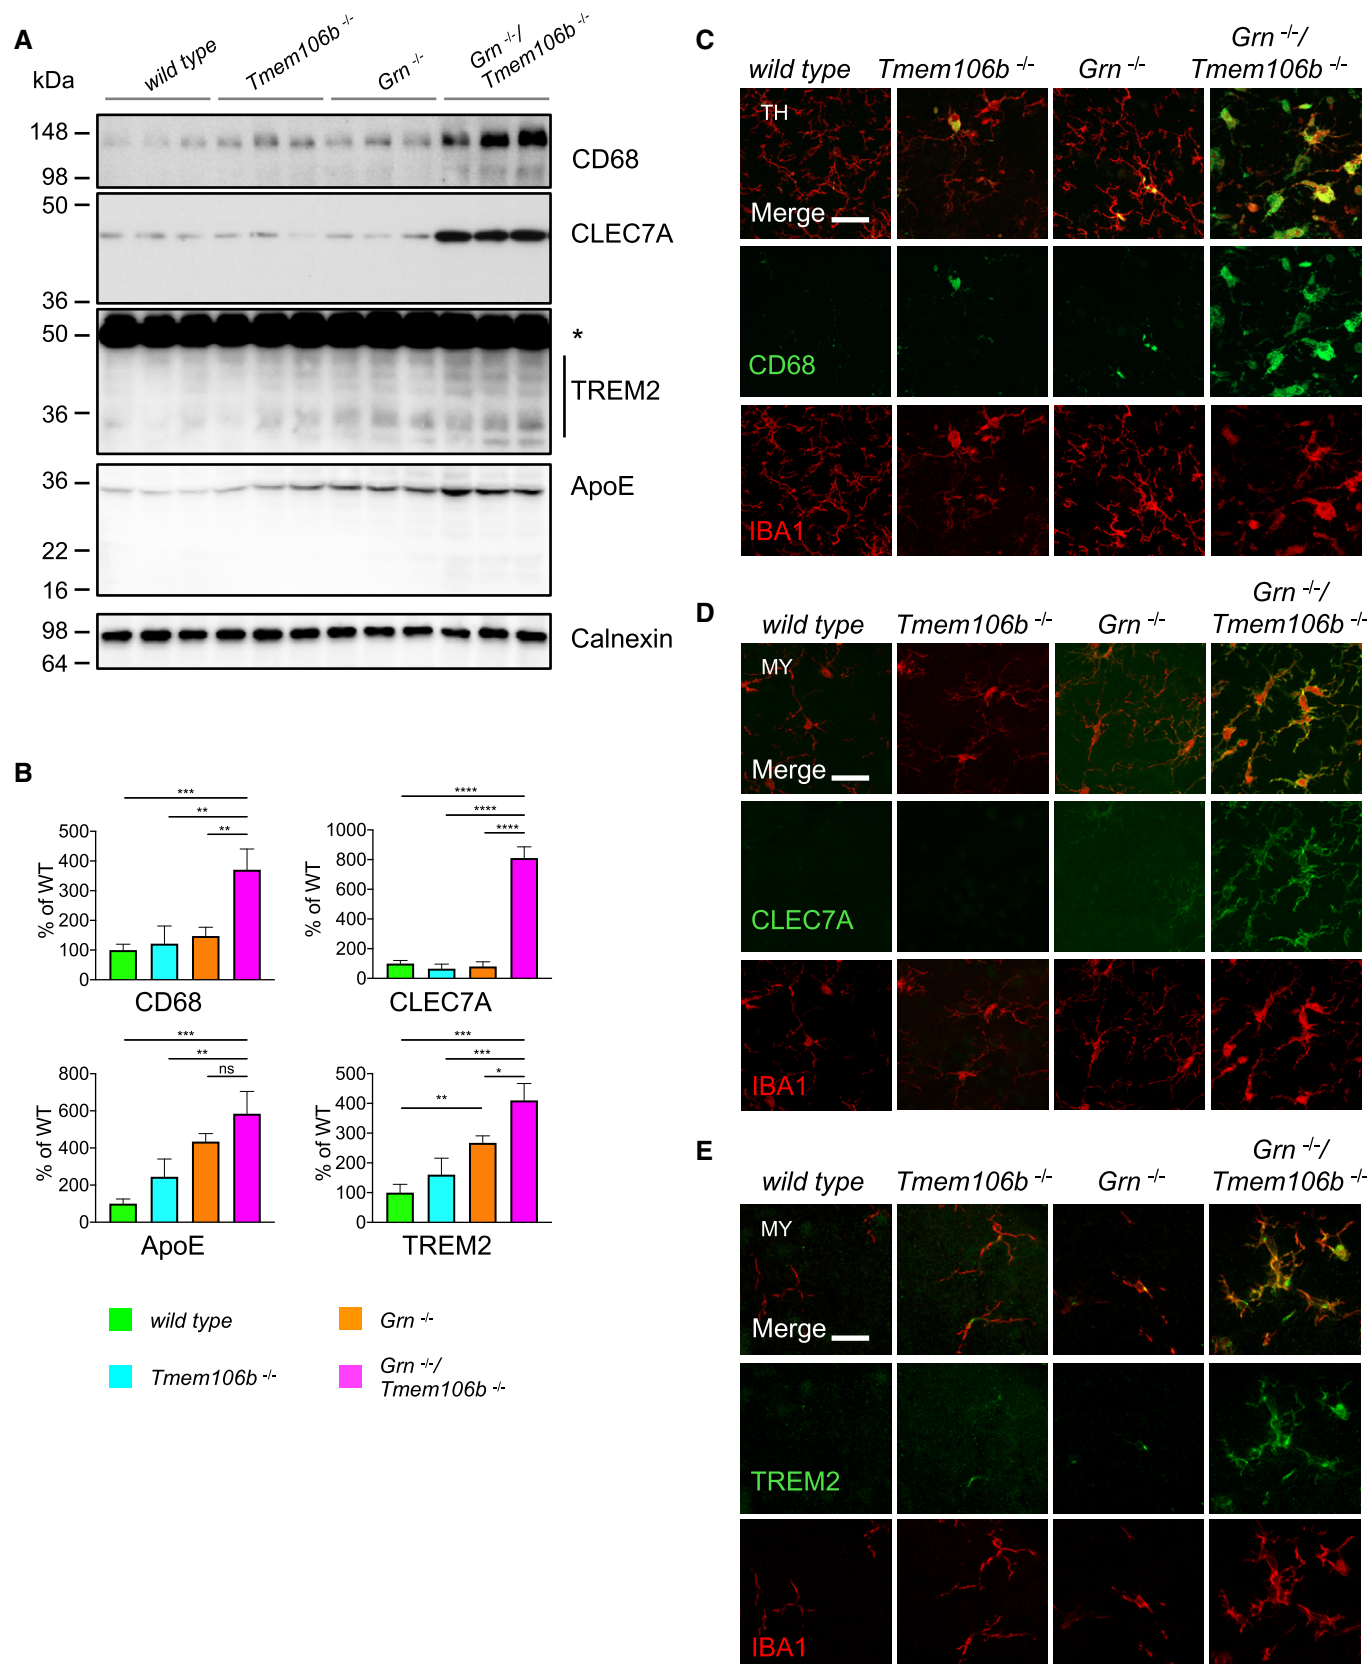 A
kDa
wild type
Tmem106b -/-
Grn -/-
Grn -/-/
Tmem106b -/-
148
98
CD68
50
36
CLEC7A
50
36
*
TREM2
36
22
16
ApoE
98
64
Calnexin
B
***
**
**
% of WT
500
400
300
200
100
0
CD68
****
****
****
% of WT
1000
800
600
400
200
0
CLEC7A
***
**
ns
% of WT
800
600
400
200
0
ApoE
***
***
*
**
% of WT
500
400
300
200
100
0
TREM2
wild type
Grn -/-
Tmem106b -/-
Grn -/-/
Tmem106b -/-
C
wild type
Tmem106b -/-
Grn -/-
Grn -/-/
Tmem106b -/-
TH
Merge
CD68
IBA1
D
wild type
Tmem106b -/-
Grn -/-
Grn -/-/
Tmem106b -/-
MY
Merge
CLEC7A
IBA1
E
wild type
Tmem106b -/-
Grn -/-
Grn -/-/
Tmem106b -/-
MY
Merge
TREM2
IBA1